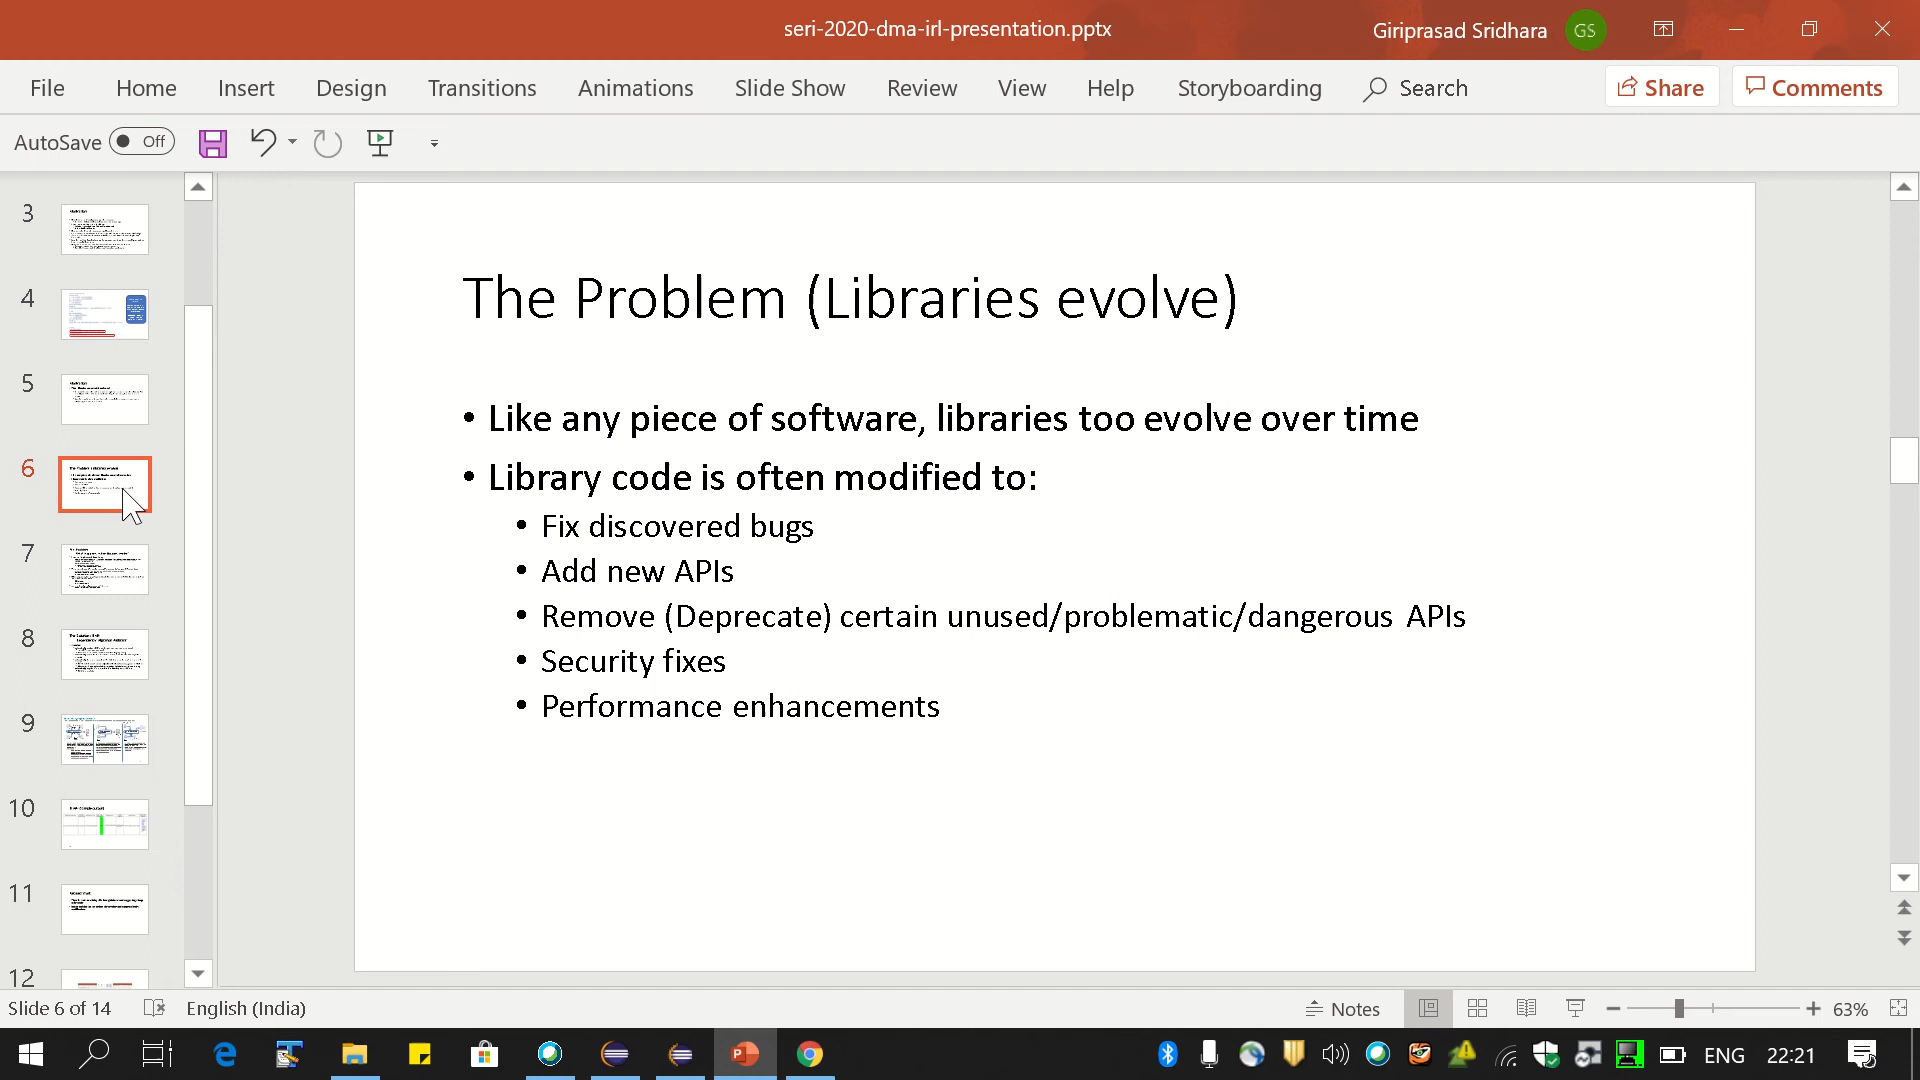 seri-2020-dma-irl-presentation.pptx
Giriprasad Sridhara
GS
File Home Insert Design Transitions Animations Slide Show Review View Help Storyboarding Search
Share
Comments
AutoSave Off
3
4
5
6
7
8
9
10
11
12
The Problem (Libraries evolve)
• Like any piece of software, libraries too evolve over time
• Library code is often modified to:
• Fix discovered bugs
• Add new APIs
• Remove (Deprecate) certain unused/problematic/dangerous APIs
• Security fixes
• Performance enhancements
Slide 6 of 14 English (India) Notes 63%
ENG 22:21